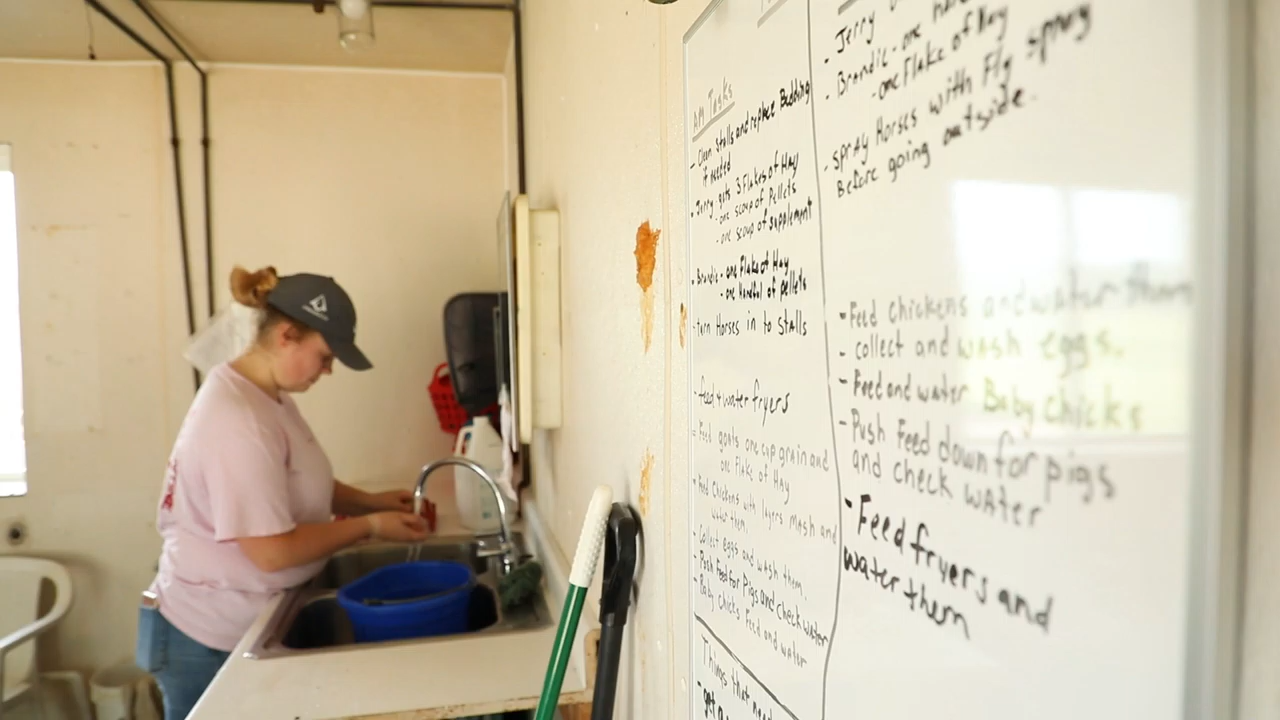 AM Tasks
- Clean stalls and replace Bedding
if needed
- Jerry gets 3 Flakes of Hay
- one scoop of pellets
- one scoop of supplement
- Brandie - one Flake of Hay
- one handful of pellets
- turn Horses in to Stalls
- feed & water fryers
- Feed goats one cup grain and
one Flake of Hay
- Feed Chickens with layers mash and
water them.
- Collect eggs and wash them.
- Push Feed for Pigs and check water
- Baby Chicks Feed and water
Things that need
- get a
- Jerry
- Brandie - one
- one Flake of Hay
- spray Horses with Fly spray
Before going outside.
- Feed chickens and water them
- collect and wash eggs.
- Feed and water Baby Chicks
- Push Feed down for pigs
and check water
- Feed fryers and
water them